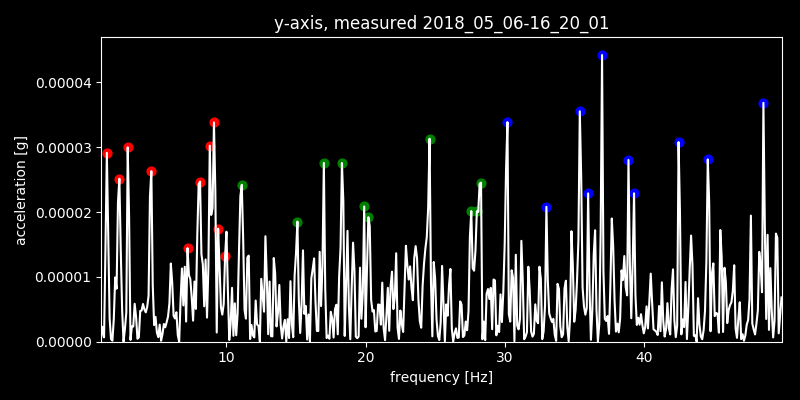 y-axis, measured 2018_05_06-16_20_01
acceleration [g]
0.00004
0.00003
0.00002
0.00001
0.00000
10 20 30 40
frequency [Hz]